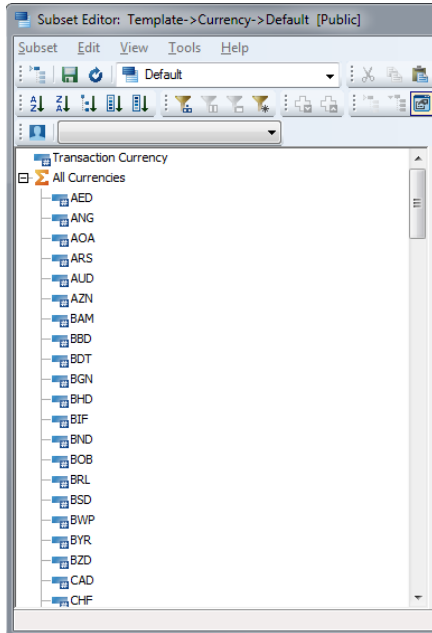 Subset Editor: Template->Currency->Default [Public]
Subset Edit View Tools Help
Default
Transaction Currency
All Currencies
AED
ANG
AOA
ARS
AUD
AZN
BAM
BBD
BDT
BGN
BHD
BIF
BND
BOB
BRL
BSD
BWP
BYR
BZD
CAD
CHF